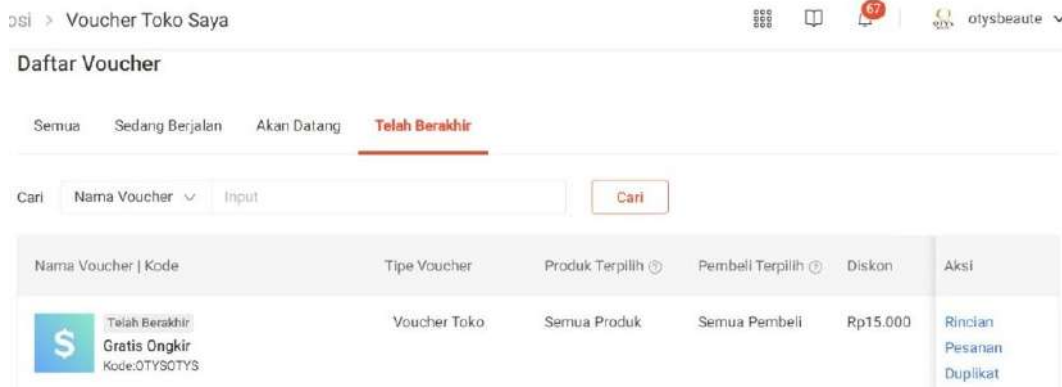 osi > Voucher Toko Saya 67 otysbeaute
Daftar Voucher
Semua Sedang Berjalan Akan Datang Telah Berakhir
Cari Nama Voucher Input Cari
Nama Voucher | Kode Tipe Voucher Produk Terpilih Pembeli Terpilih Diskon Aksi
Telah Berakhir Voucher Toko Semua Produk Semua Pembeli Rp15.000 Rincian
$ Gratis Ongkir Pesanan
Kode:OTYSOTYS Duplikat